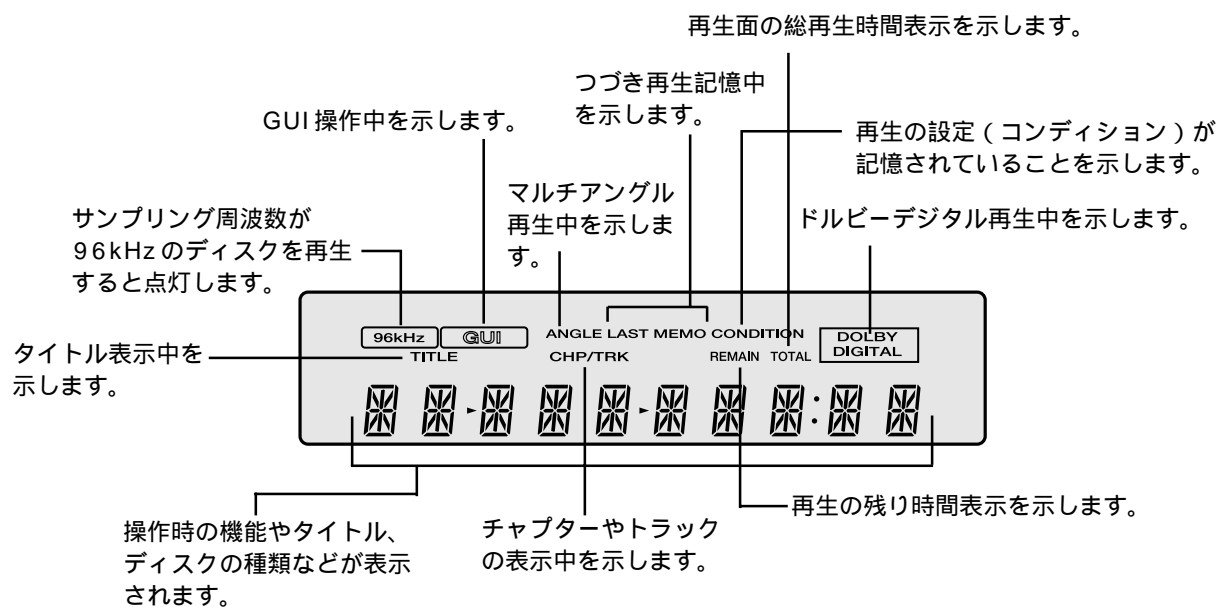 再生面の総再生時間表示を示します。
つづき再生記憶中
を示します。
GUI 操作中を示します。
再生の設定（コンディション）が
記憶されていることを示します。
マルチアングル
再生中を示しま
す。
サンプリング周波数が
96kHz のディスクを再生
すると点灯します。
ドルビーデジタル再生中を示します。
96kHz GUI ANGLE LAST MEMO CONDITION DOLBY
DIGITAL
TITLE CHP/TRK REMAIN TOTAL
タイトル表示中を
示します。
再生の残り時間表示を示します。
操作時の機能やタイトル、
ディスクの種類などが表示
されます。
チャプターやトラック
の表示中を示します。